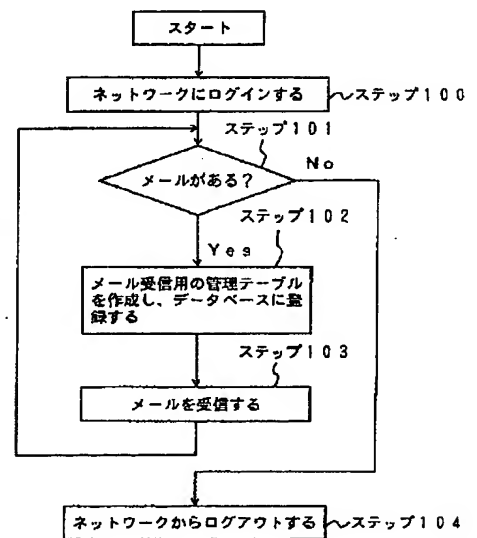 スタート
ネットワークにログインする
ステップ100
ステップ101
メールがある?
No
ステップ102
Yes
メール受信用の管理テーブル
を作成し、データベースに登
録する
ステップ103
メールを受信する
ネットワークからログアウトする
ステップ104